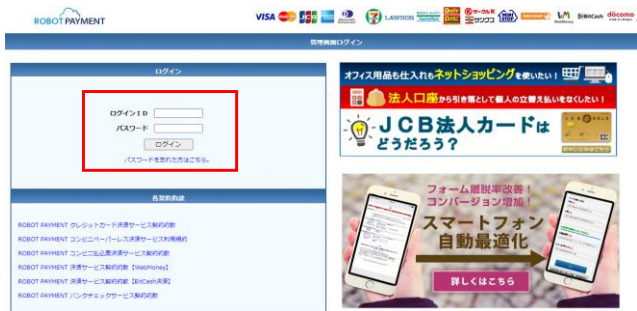 ROBOT PAYMENT
VISA
LAWSON
BitCash
docomo
管理画面ログイン
ログイン
ログインID
パスワード
ログイン
パスワードを忘れた方はこちら。
各契約約款
ROBOT PAYMENT クレジットカード決済サービス契約約款
ROBOT PAYMENT コンビニペーパーレス決済サービス利用規約
ROBOT PAYMENT コンビニ払込票決済サービス契約約款
ROBOT PAYMENT 決済サービス契約約款【WebMoney】
ROBOT PAYMENT 決済サービス契約約款【BitCash決済】
ROBOT PAYMENT バンクチェックサービス契約約款
オフィス用品も仕入れもネットショッピングを使いたい！
法人口座から引き落として個人の立替え払いをなくしたい！
JCB法人カードは
どうだろう？
お申し込みはこちら
フォーム離脱率改善！
コンバージョン増加！
スマートフォン
自動最適化
詳しくはこちら